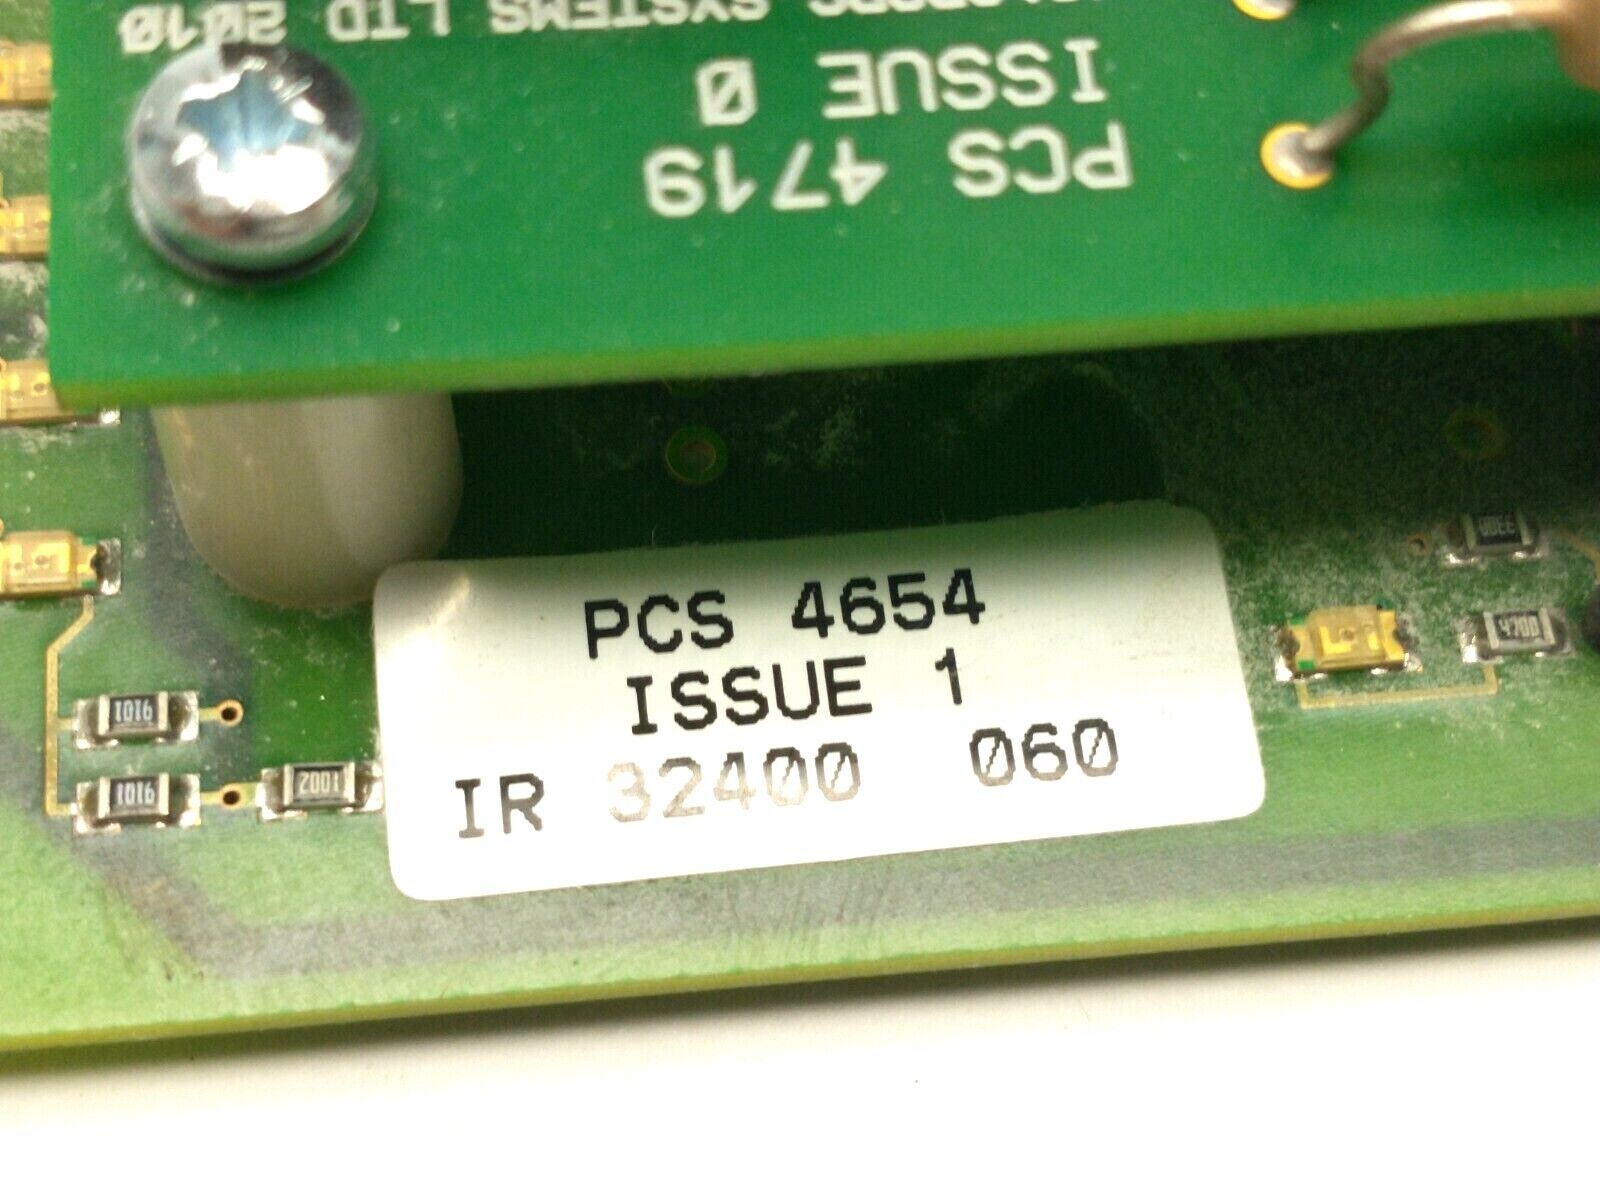 SYSTEMS LTD 2010
ISSUE 0
PCS 4719
PCS 4654
ISSUE 1
IR 32400 060
1016
1016
2001
4700